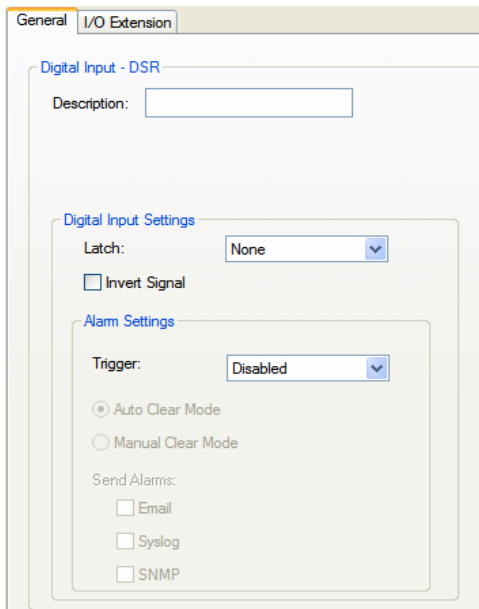 General I/O Extension
Digital Input - DSR
Description:
Digital Input Settings
Latch: None
Invert Signal
Alarm Settings
Trigger: Disabled
Auto Clear Mode
Manual Clear Mode
Send Alarms:
Email
Syslog
SNMP